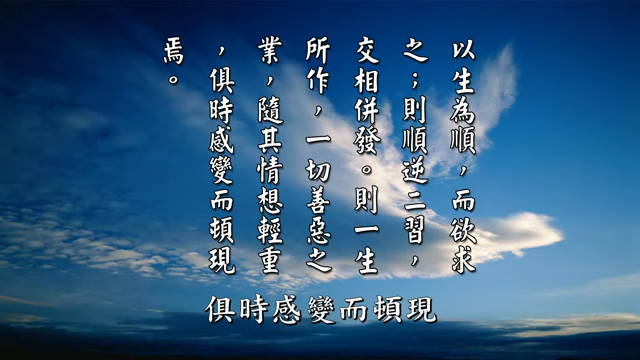 以生為順，而欲求
之；則順逆二習，
交相併發。則一生
所作，一切善惡之
業，隨其情想輕重
，俱時感變而頓現
焉。
俱時感變而頓現